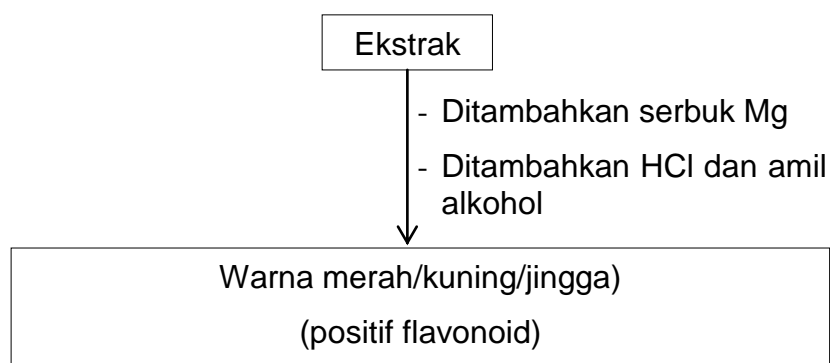 Ekstrak
- Ditambahkan serbuk Mg
- Ditambahkan HCl dan amil
alkohol
Warna merah/kuning/jingga)
(positif flavonoid)